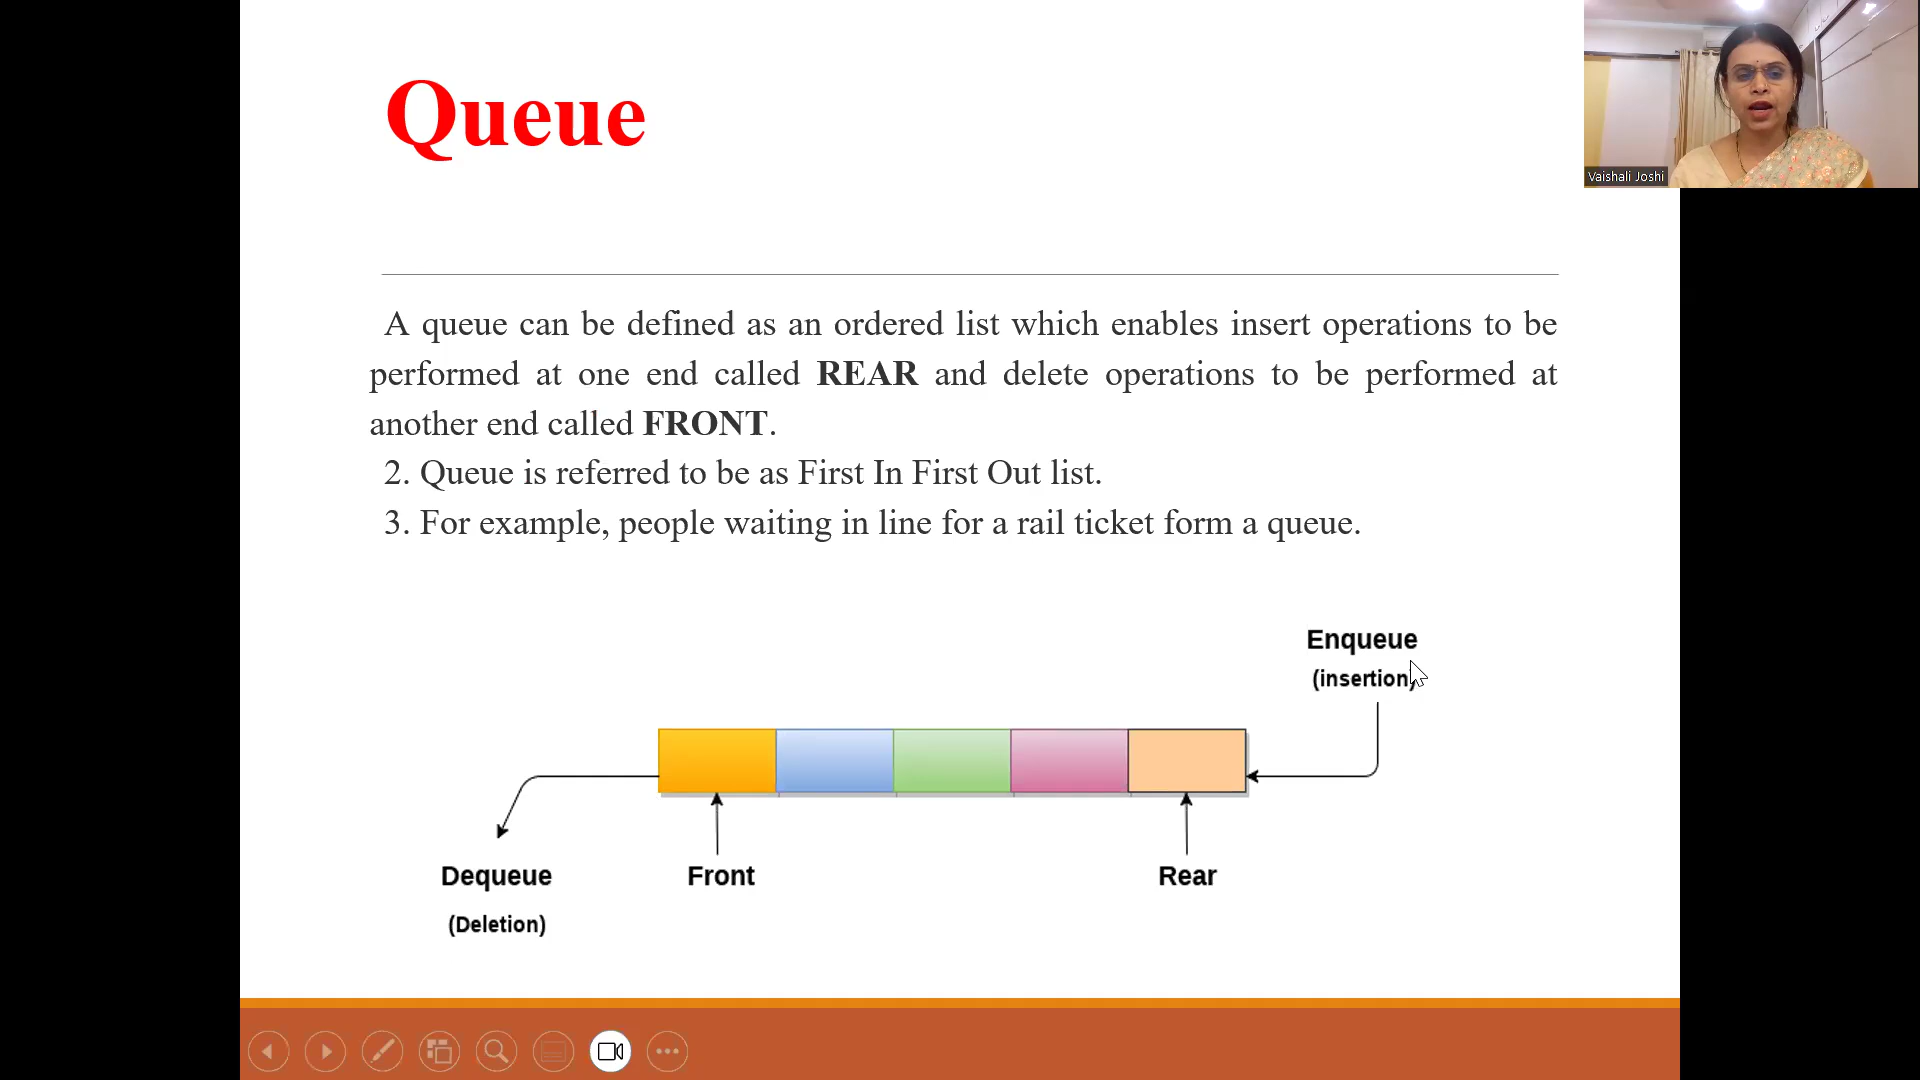 Queue
Vaishali Joshi
A queue can be defined as an ordered list which enables insert operations to be
performed at one end called REAR and delete operations to be performed at
another end called FRONT.
2. Queue is referred to be as First In First Out list.
3. For example, people waiting in line for a rail ticket form a queue.
Enqueue
(insertion)
Dequeue
(Deletion)
Front
Rear